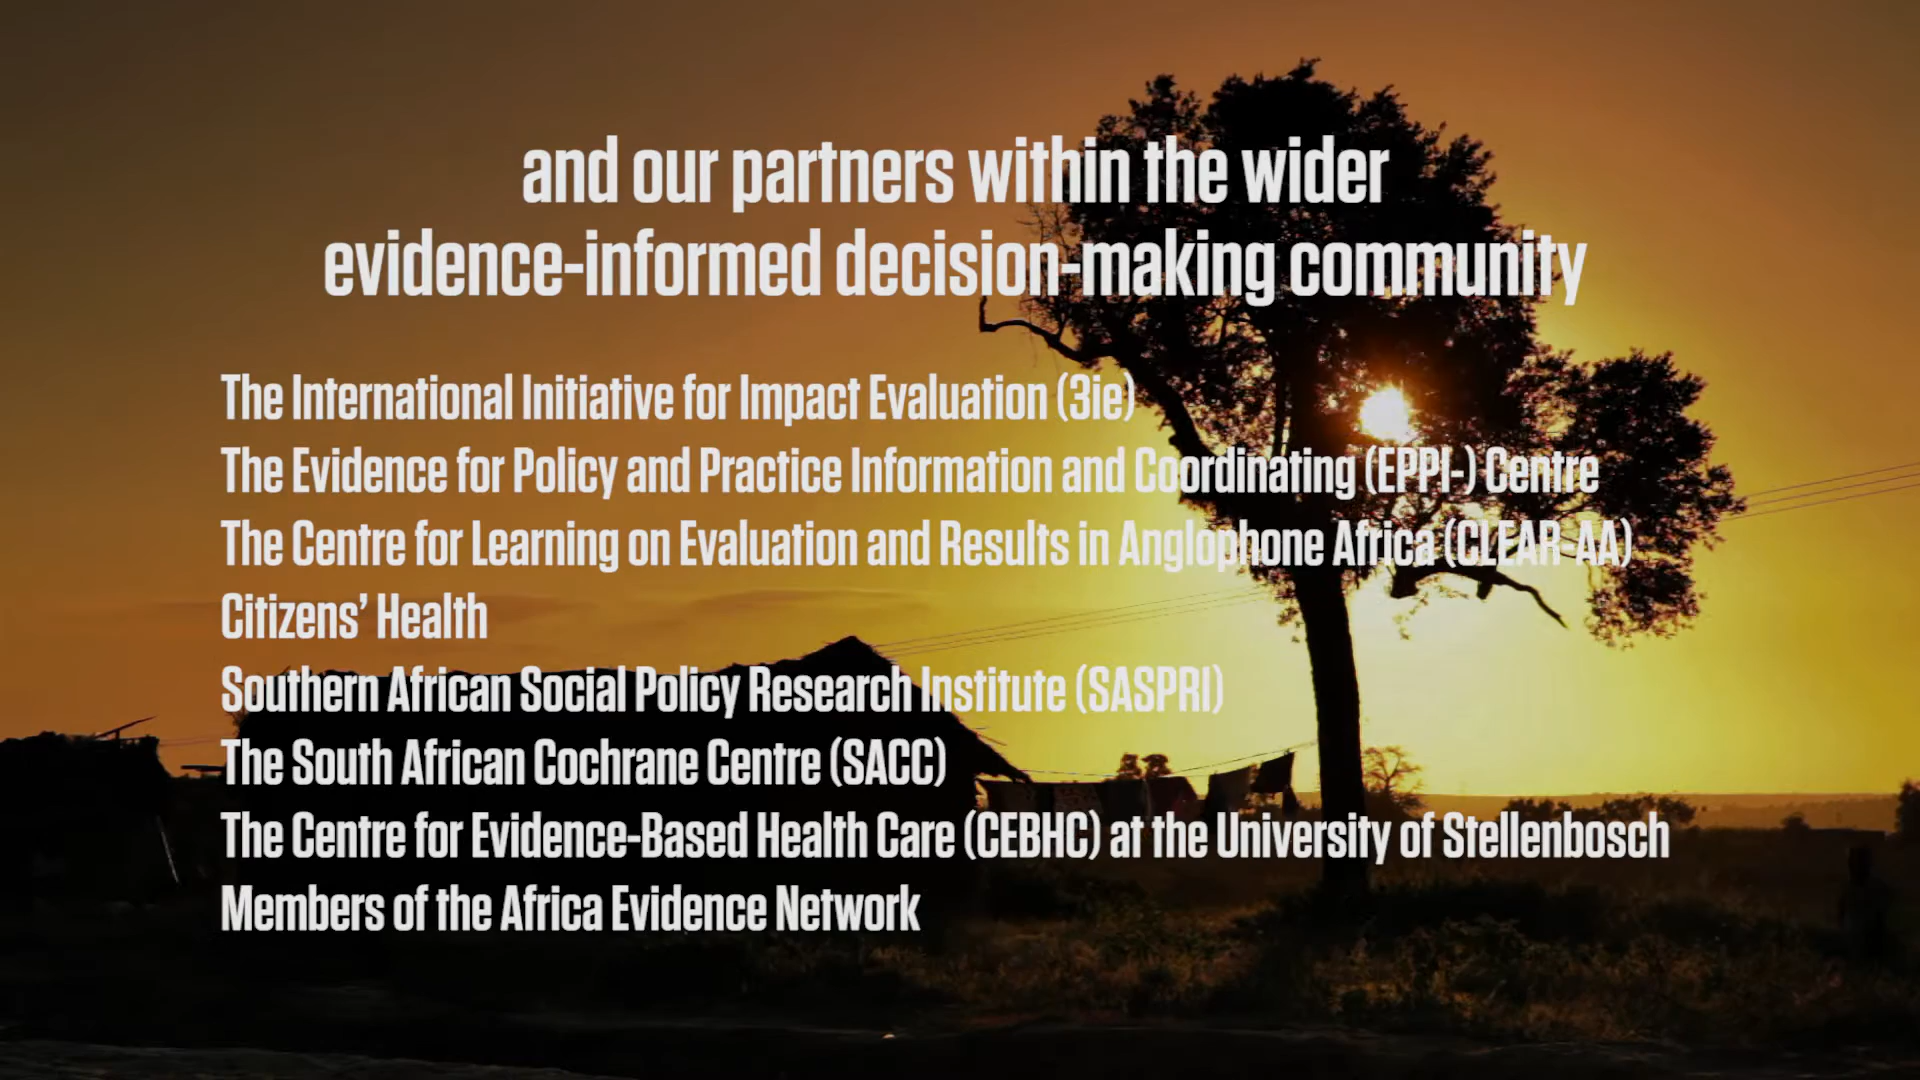 and our partners within the wider
evidence-informed decision-making community
The International Initiative for Impact Evaluation (3ie)
The Evidence for Policy and Practice Information and Coordinating (EPPI-) Centre
The Centre for Learning on Evaluation and Results in Anglophone Africa (CLEAR-AA)
Citizens’ Health
Southern African Social Policy Research Institute (SASPRI)
The South African Cochrane Centre (SACC)
The Centre for Evidence-Based Health Care (CEBHC) at the University of Stellenbosch
Members of the Africa Evidence Network